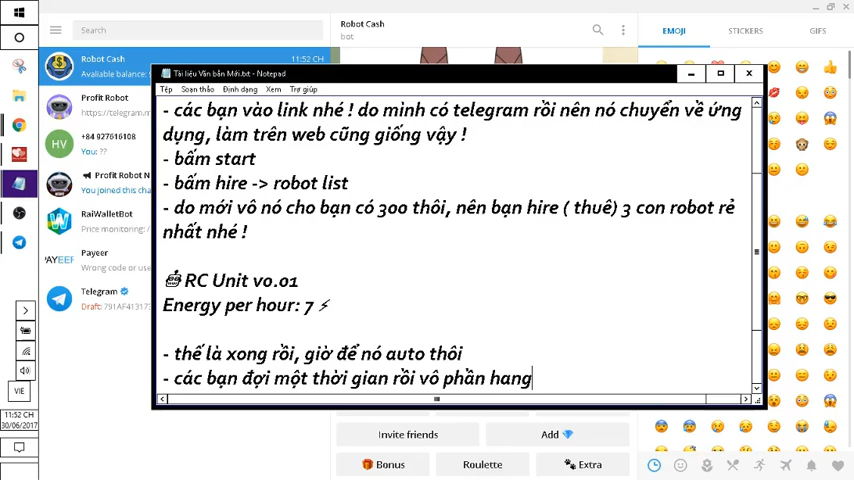 Search
Robot Cash
bot
EMOJI
STICKERS
GIFS
Robot Cash
11:52 CH
Avaliable balance:
Profit Robot
https://telegram.m
+84 927616108
HV
You: ??
Profit Robot N
You joined this cha
RaiWalletBot
Price monitoring: /
Payeer
PAYEER
Wrong code or use
Telegram
Draft: 791AF41317
Tài liệu Văn bản Mới.txt - Notepad
Tệp Soạn thảo Định dạng Xem Trợ giúp
- các bạn vào link nhé ! do mình có telegram rồi nên nó chuyển về ứng
dụng, làm trên web cũng giống vậy !
- bấm start
- bấm hire -> robot list
- do mới vô nó cho bạn có 300 thôi, nên bạn hire ( thuê) 3 con robot rẻ
nhất nhé !
🤖 RC Unit v0.01
Energy per hour: 7 ⚡
- thế là xong rồi, giờ để nó auto thôi
- các bạn đợi một thời gian rồi vô phần hang
Invite friends
Add 💎
🎁 Bonus
Roulette
🐾 Extra
VIE
11:52 CH
30/06/2017